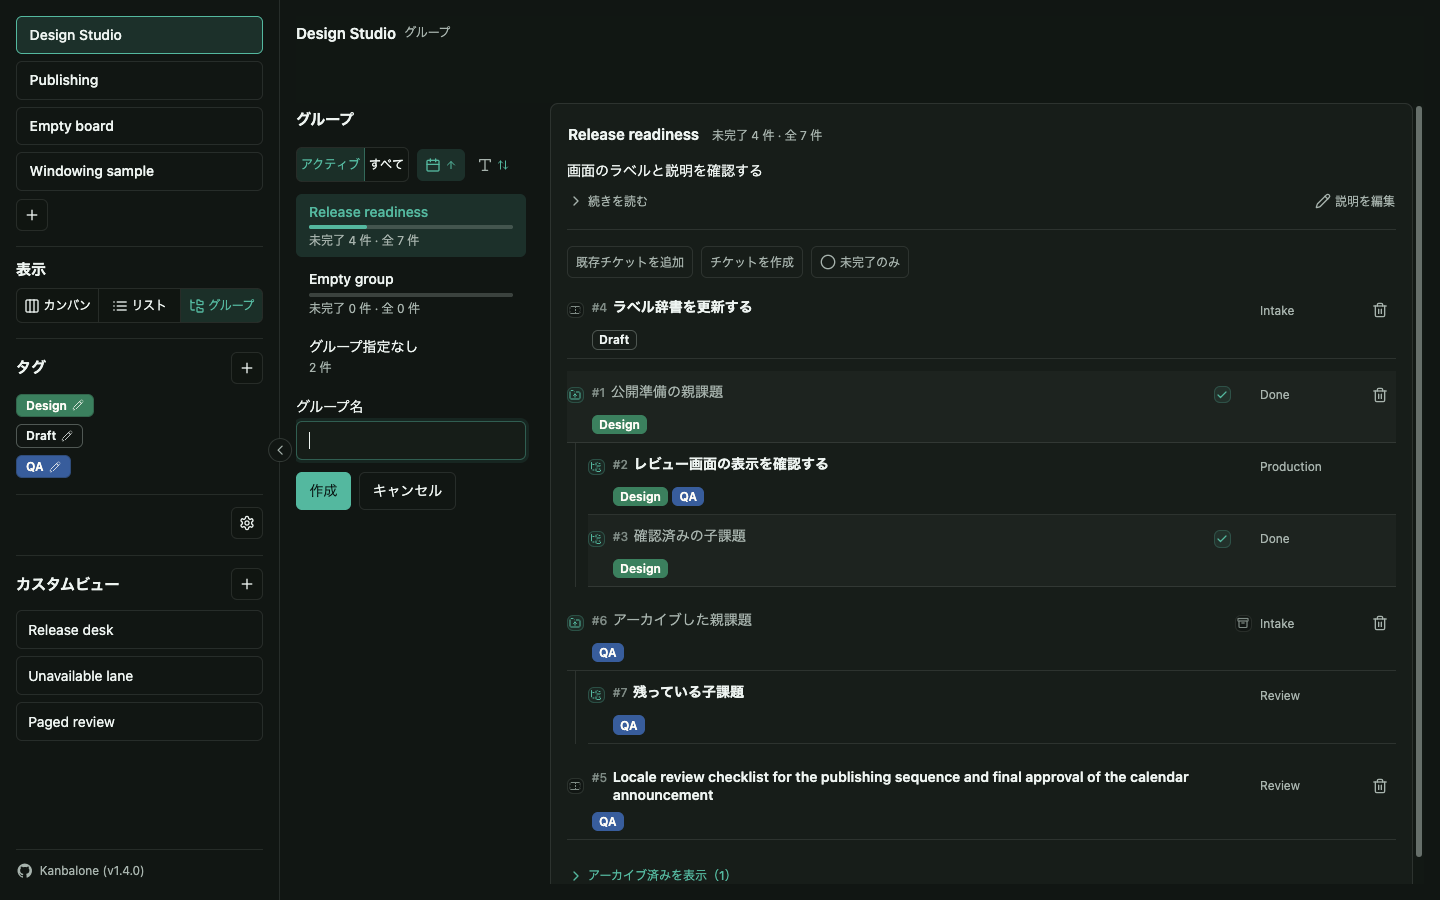 Design Studio
Publishing
Empty board
Windowing sample
表示
カンバン
リスト
グループ
タグ
Design
Draft
QA
カスタムビュー
Release desk
Unavailable lane
Paged review
Kanbalone (v1.4.0)
Design Studio グループ
グループ
アクティブ すべて
Release readiness
未完了 4 件 · 全 7 件
Empty group
未完了 0 件 · 全 0 件
グループ指定なし
2 件
グループ名
作成 キャンセル
Release readiness 未完了 4 件 · 全 7 件
画面のラベルと説明を確認する
続きを読む 説明を編集
既存チケットを追加 チケットを作成 未完了のみ
#4 ラベル辞書を更新する Intake
Draft
#1 公開準備の親課題 Done
Design
#2 レビュー画面の表示を確認する Production
Design QA
#3 確認済みの子課題 Done
Design
#6 アーカイブした親課題 Intake
QA
#7 残っている子課題 Review
QA
#5 Locale review checklist for the publishing sequence and final approval of the calendar
announcement Review
QA
アーカイブ済みを表示（1）